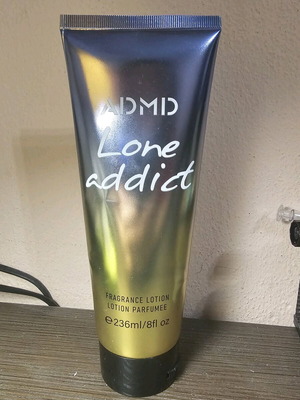 ADMD
Lone
addict
FRAGRANCE LOTION
LOTION PARFUMEE
℮236ml/8fl oz